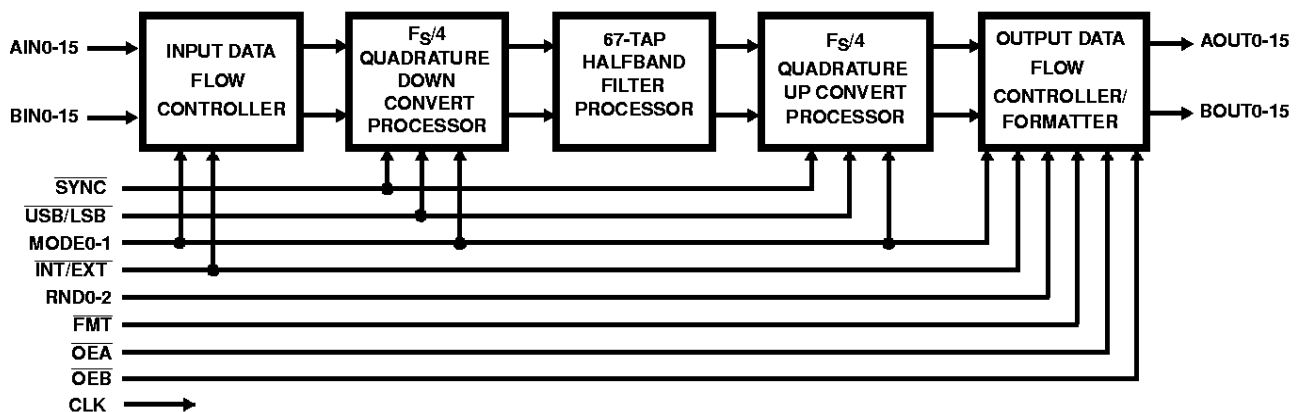 AIN0-15
BIN0-15
INPUT DATA
FLOW
CONTROLLER
FS/4
QUADRATURE
DOWN
CONVERT
PROCESSOR
67-TAP
HALFBAND
FILTER
PROCESSOR
FS/4
QUADRATURE
UP CONVERT
PROCESSOR
OUTPUT DATA
FLOW
CONTROLLER/
FORMATTER
AOUT0-15
BOUT0-15
SYNC
USB/LSB
MODE0-1
INT/EXT
RND0-2
FMT
OEA
OEB
CLK